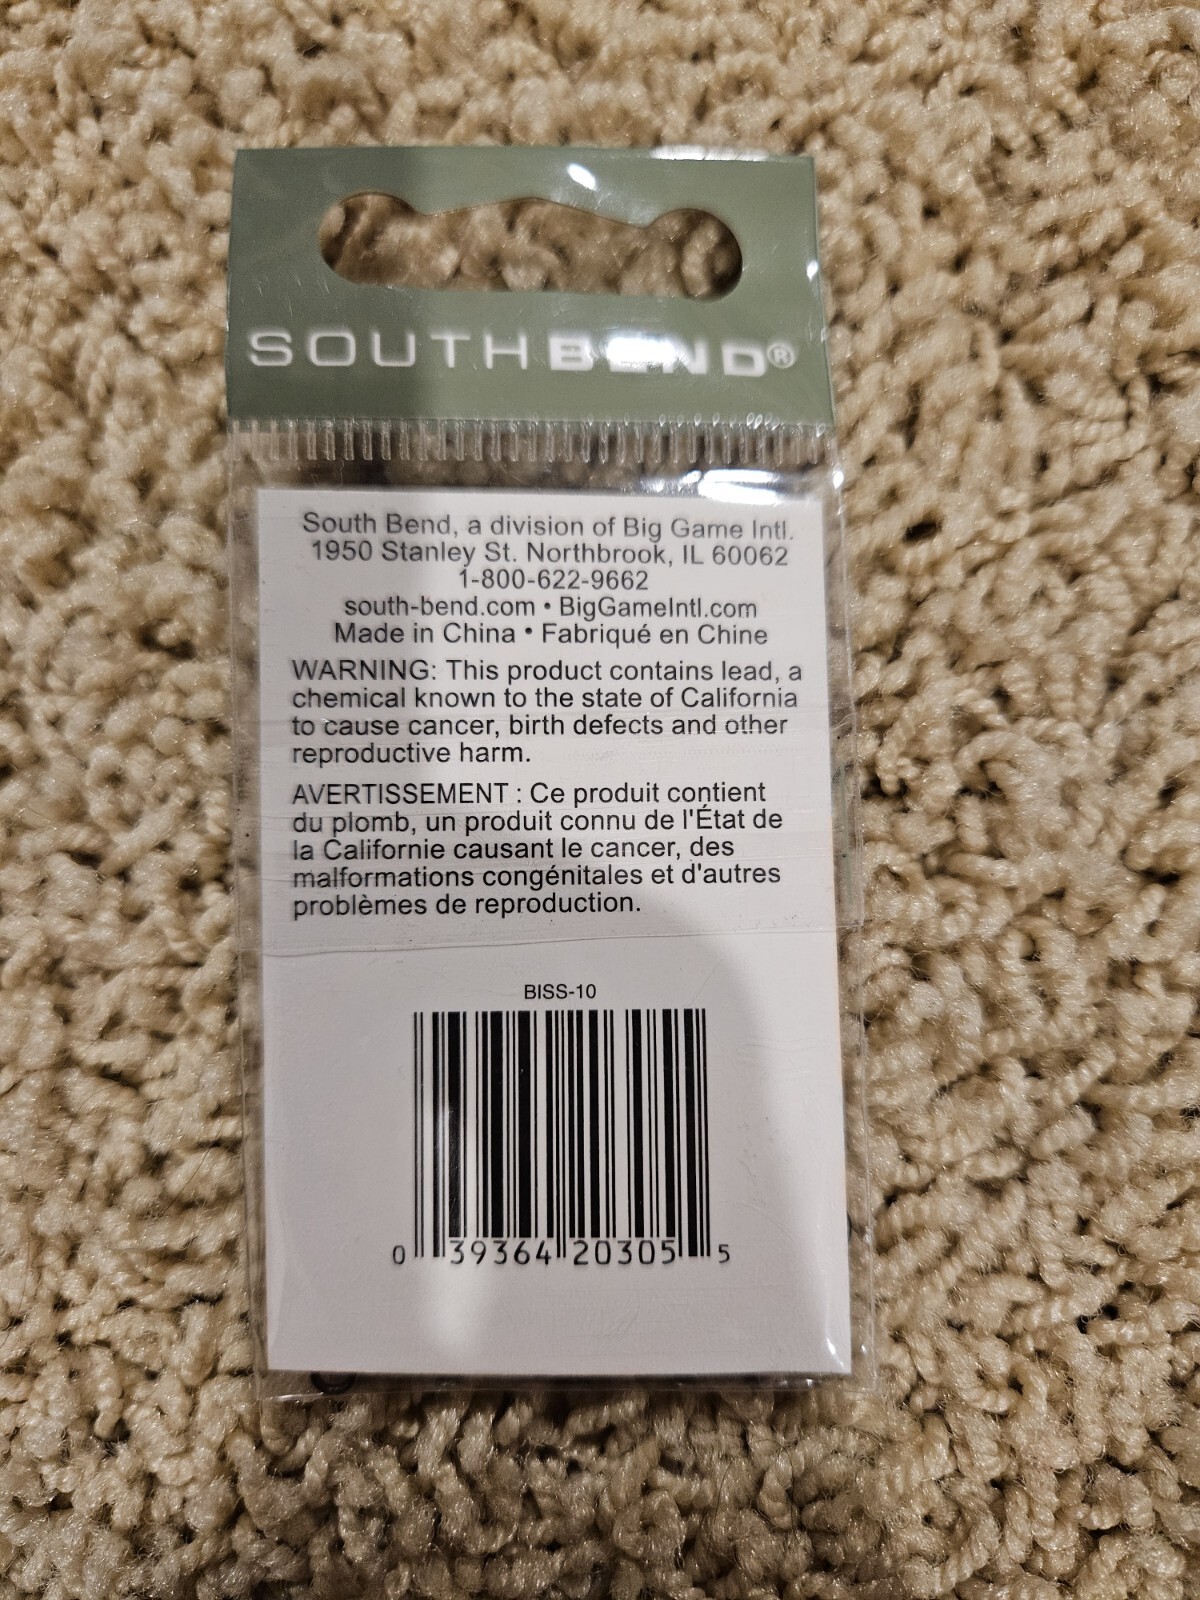 SOUTHBEND®
South Bend, a division of Big Game Intl.
1950 Stanley St. Northbrook, IL 60062
1-800-622-9662
south-bend.com • BigGameIntl.com
Made in China • Fabriqué en Chine
WARNING: This product contains lead, a
chemical known to the state of California
to cause cancer, birth defects and other
reproductive harm.
AVERTISSEMENT : Ce produit contient
du plomb, un produit connu de l'État de
la Californie causant le cancer, des
malformations congénitales et d'autres
problèmes de reproduction.
BISS-10
0 39364 20305 5